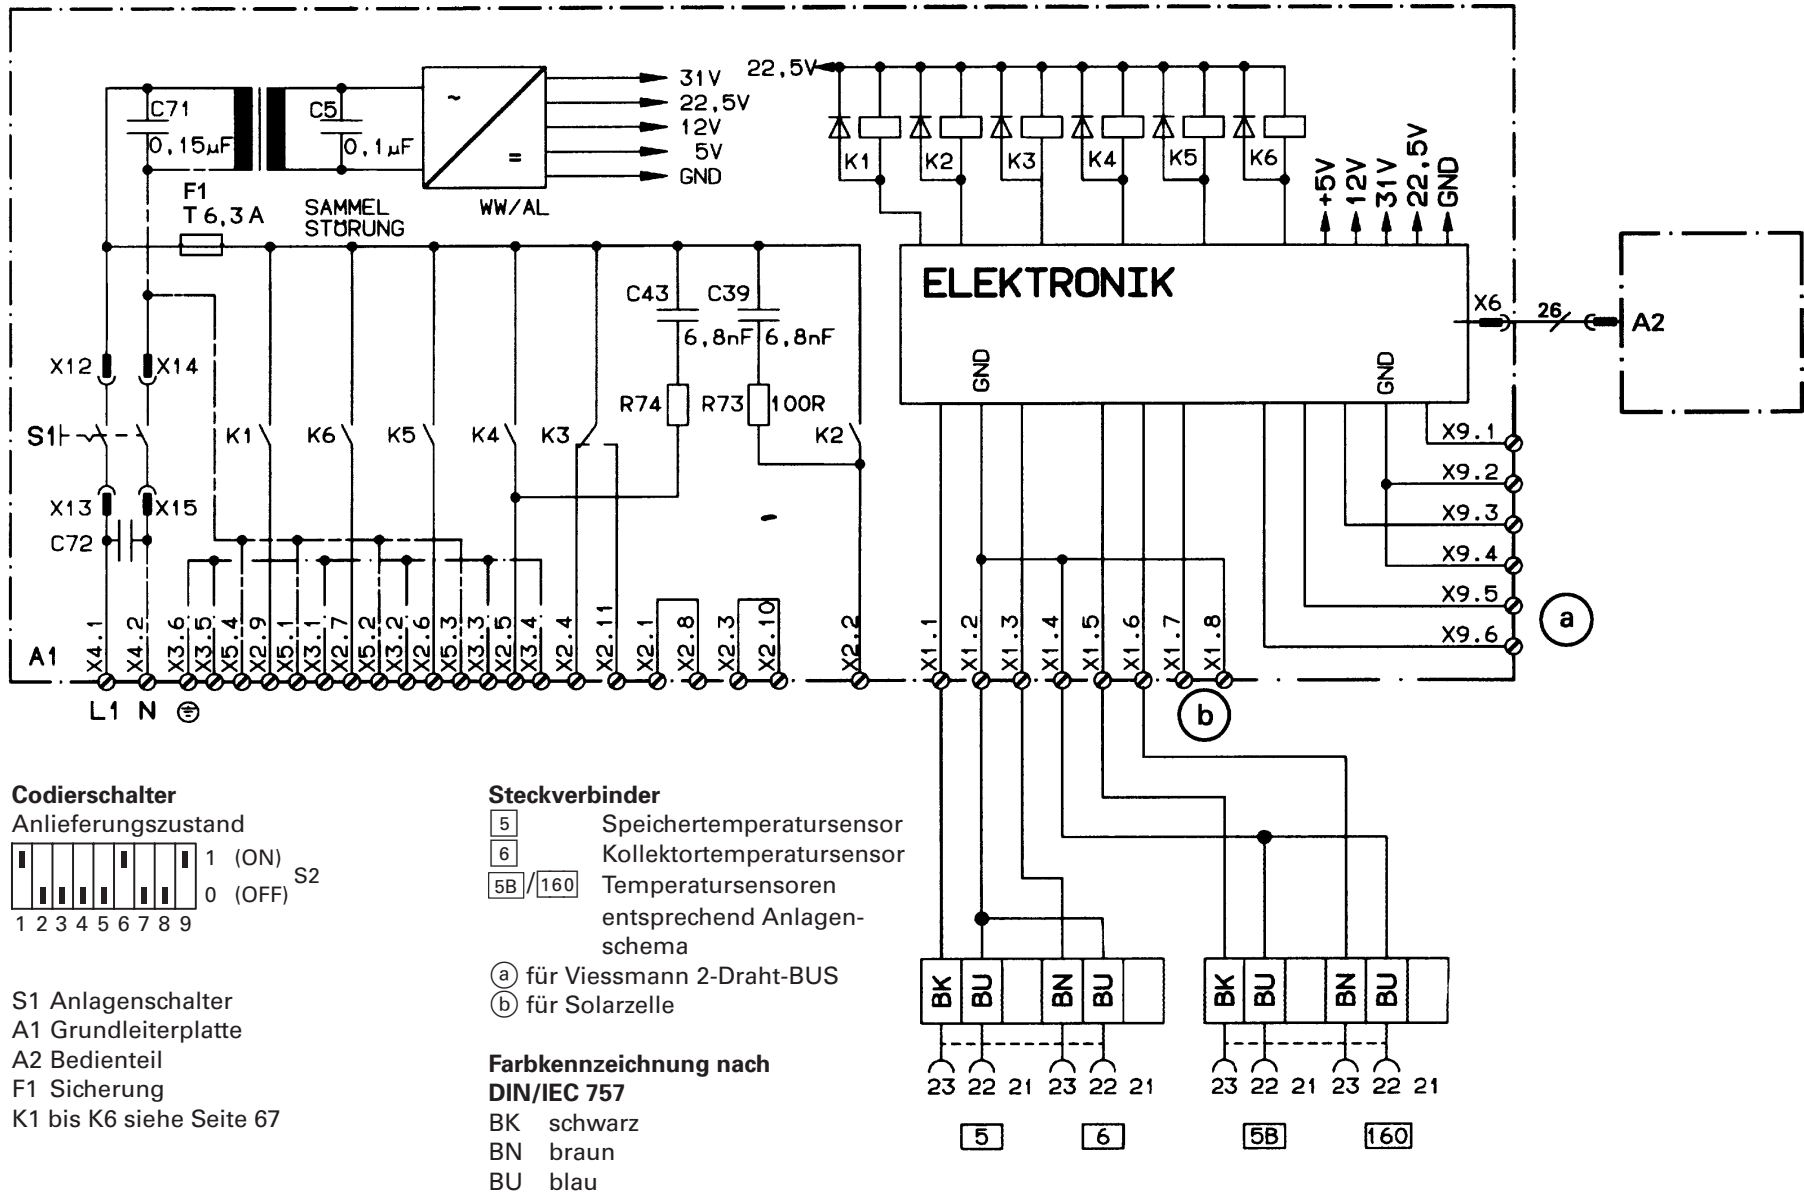 C71
0,15µF
C5
0,1µF
~
=
31V
22,5V
12V
5V
GND
22,5V
K1
K2
K3
K4
K5
K6
F1
T 6,3 A
SAMMEL
STÖRUNG
WW/AL
+5V
12V
31V
22,5V
GND
ELEKTRONIK
GND
GND
X6
26
A2
C43
6,8nF
C39
6,8nF
X12
X14
R74
R73
100R
S1
K1
K6
K5
K4
K3
K2
X13
X15
C72
X9.1
X9.2
X9.3
X9.4
X9.5
X9.6
a
A1
X4.1
X4.2
X3.6
X3.5
X5.4
X2.9
X5.1
X3.1
X2.7
X5.2
X3.2
X2.6
X5.3
X3.3
X2.5
X3.4
X2.4
X2.11
X2.1
X2.8
X2.3
X2.10
X2.2
X1.1
X1.2
X1.3
X1.4
X1.5
X1.6
X1.7
X1.8
L1 N
b
Codierschalter
Anlieferungszustand
1 (ON)
S2
0 (OFF)
1 2 3 4 5 6 7 8 9
S1 Anlagenschalter
A1 Grundleiterplatte
A2 Bedienteil
F1 Sicherung
K1 bis K6 siehe Seite 67
Steckverbinder
5 Speichertemperatursensor
6 Kollektortemperatursensor
5B/160 Temperatursensoren
entsprechend Anlagen-
schema
a für Viessmann 2-Draht-BUS
b für Solarzelle
Farbkennzeichnung nach
DIN/IEC 757
BK schwarz
BN braun
BU blau
BK BU BN BU
BK BU BN BU
23 22 21 23 22 21
23 22 21 23 22 21
5 6
5B 160